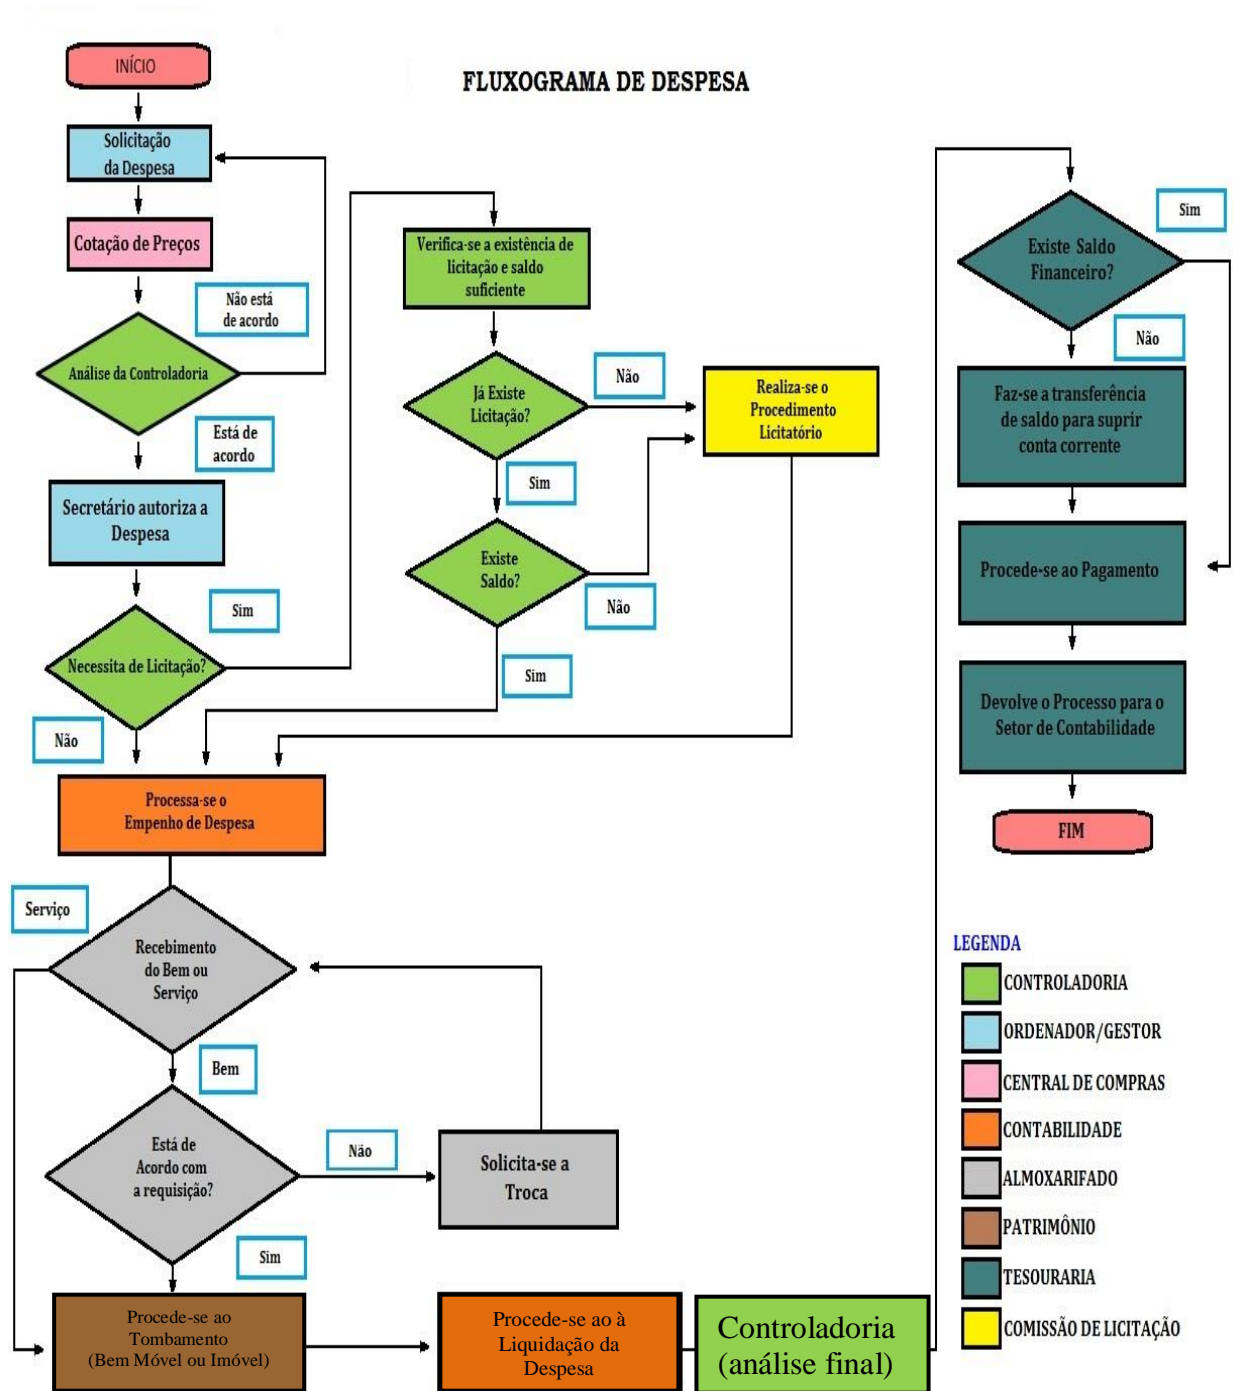 FLUXOGRAMA DE DESPESA
INÍCIO
Solicitação
da Despesa
Cotação de Preços
Não está
de acordo
Análise da Controladoria
Está de
acordo
Secretário autoriza a
Despesa
Sim
Necessita de Licitação?
Não
Verifica-se a existência de
licitação e saldo
suficiente
Já Existe
Licitação?
Não
Realiza-se o
Procedimento
Licitatório
Sim
Existe
Saldo?
Não
Sim
Processa-se o
Empenho de Despesa
Serviço
Recebimento
do Bem ou
Serviço
Bem
Está de
Acordo com
a requisição?
Não
Solicita-se a
Troca
Sim
Procede-se ao
Tombamento
(Bem Móvel ou Imóvel)
Procede-se ao à
Liquidação da
Despesa
Controladoria
(análise final)
Existe Saldo
Financeiro?
Sim
Não
Faz-se a transferência
de saldo para suprir
conta corrente
Procede-se ao Pagamento
Devolve o Processo para o
Setor de Contabilidade
FIM
LEGENDA
CONTROLADORIA
ORDENADOR/GESTOR
CENTRAL DE COMPRAS
CONTABILIDADE
ALMOXARIFADO
PATRIMÔNIO
TESOURARIA
COMISSÃO DE LICITAÇÃO